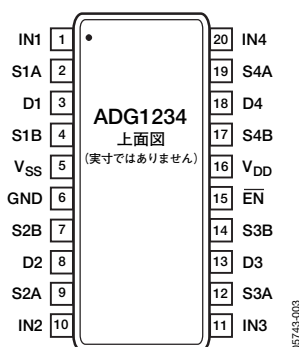 IN1 1
S1A 2
D1 3
S1B 4
VSS 5
GND 6
S2B 7
D2 8
S2A 9
IN2 10
ADG1234
上面図
(実寸ではありません)
20 IN4
19 S4A
18 D4
17 S4B
16 VDD
15 E̅N̅
14 S3B
13 D3
12 S3A
11 IN3
05743-003